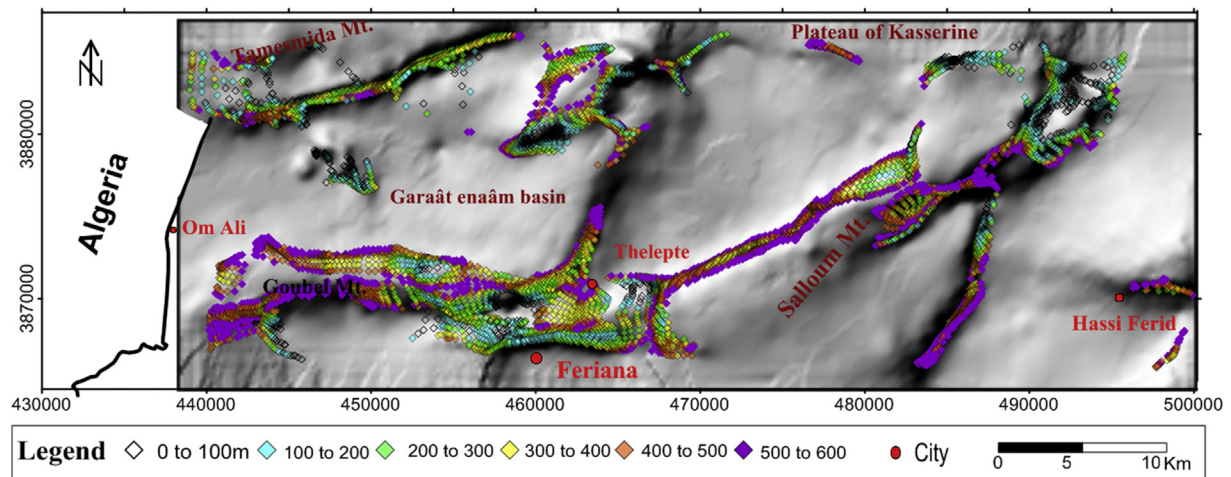 N
Tamesmida Mt.
Plateau of Kasserine
3880000
Algeria
Garaât enaâm basin
Om Ali
Thelepte
Salloum Mt.
Goubel Mt.
3870000
Hassi Ferid
Feriana
430000 440000 450000 460000 470000 480000 490000 500000
Legend 0 to 100m 100 to 200 200 to 300 300 to 400 400 to 500 500 to 600 City
0 5 10 Km